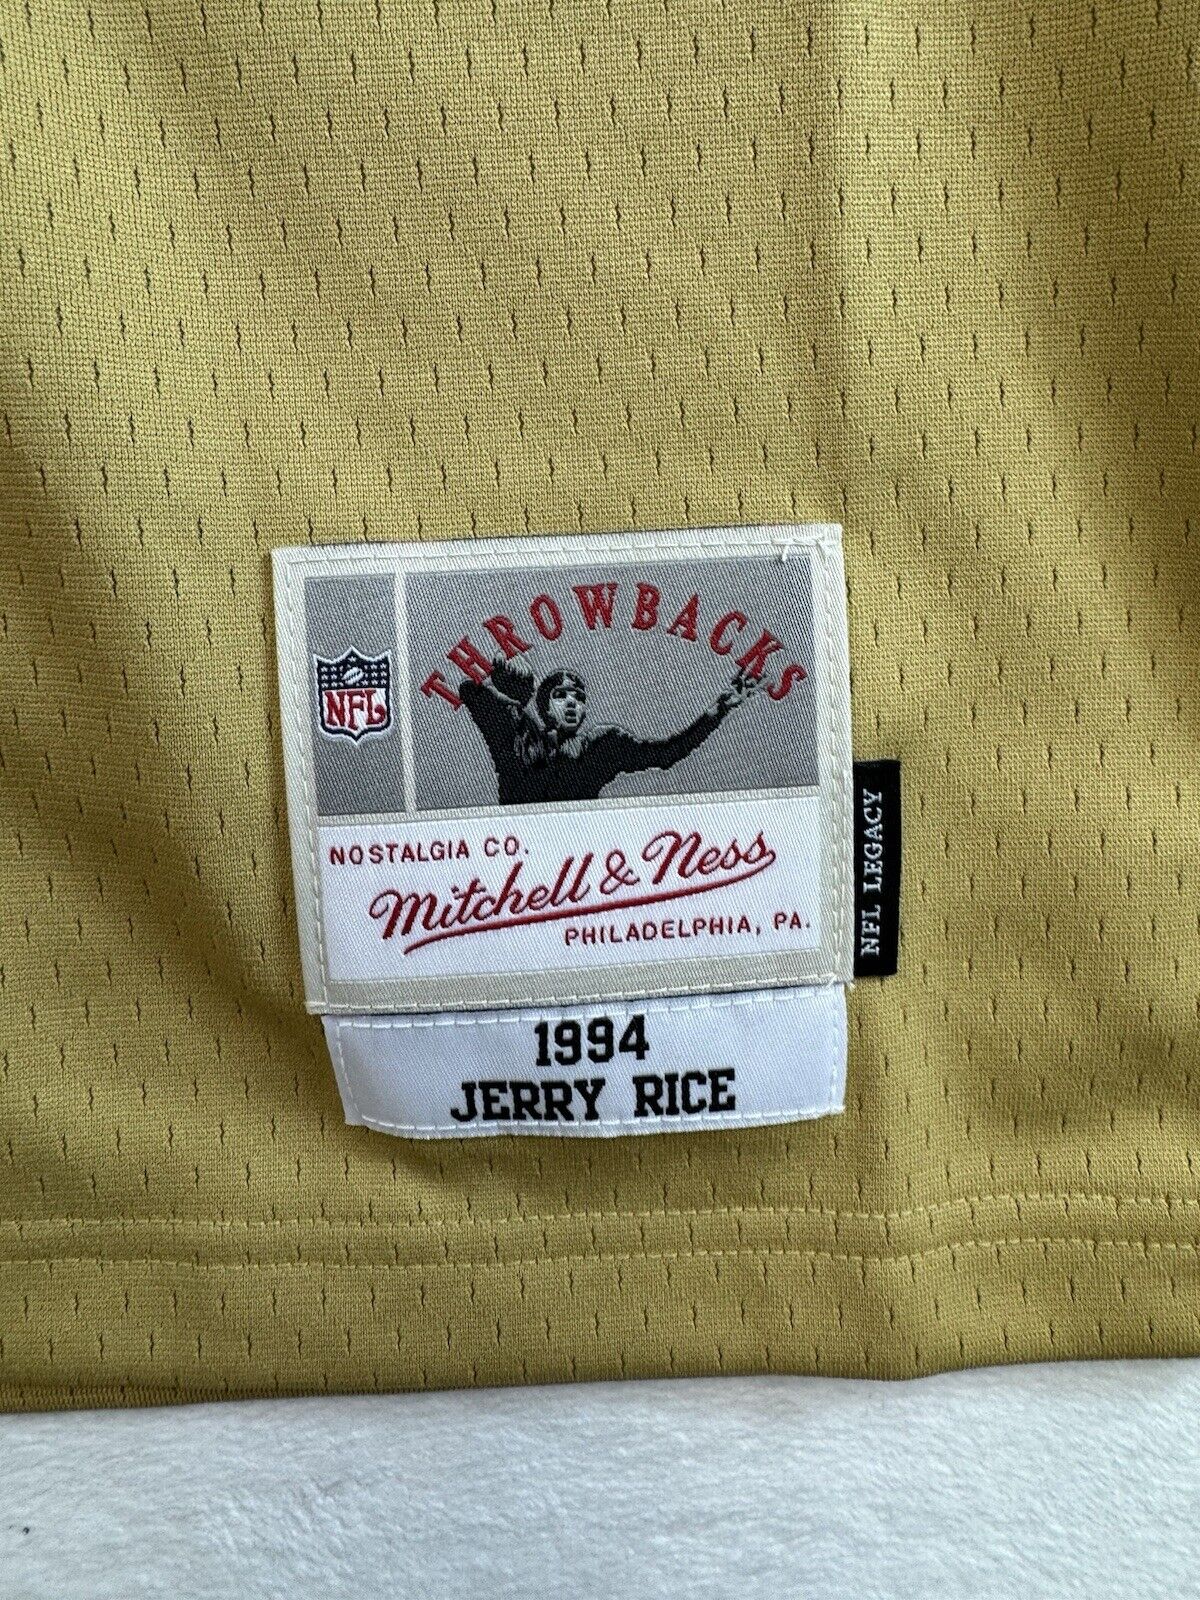 THROWBACKS
NFL
NOSTALGIA CO.
Mitchell & Ness
PHILADELPHIA, PA.
NFL LEGACY
1994
JERRY RICE